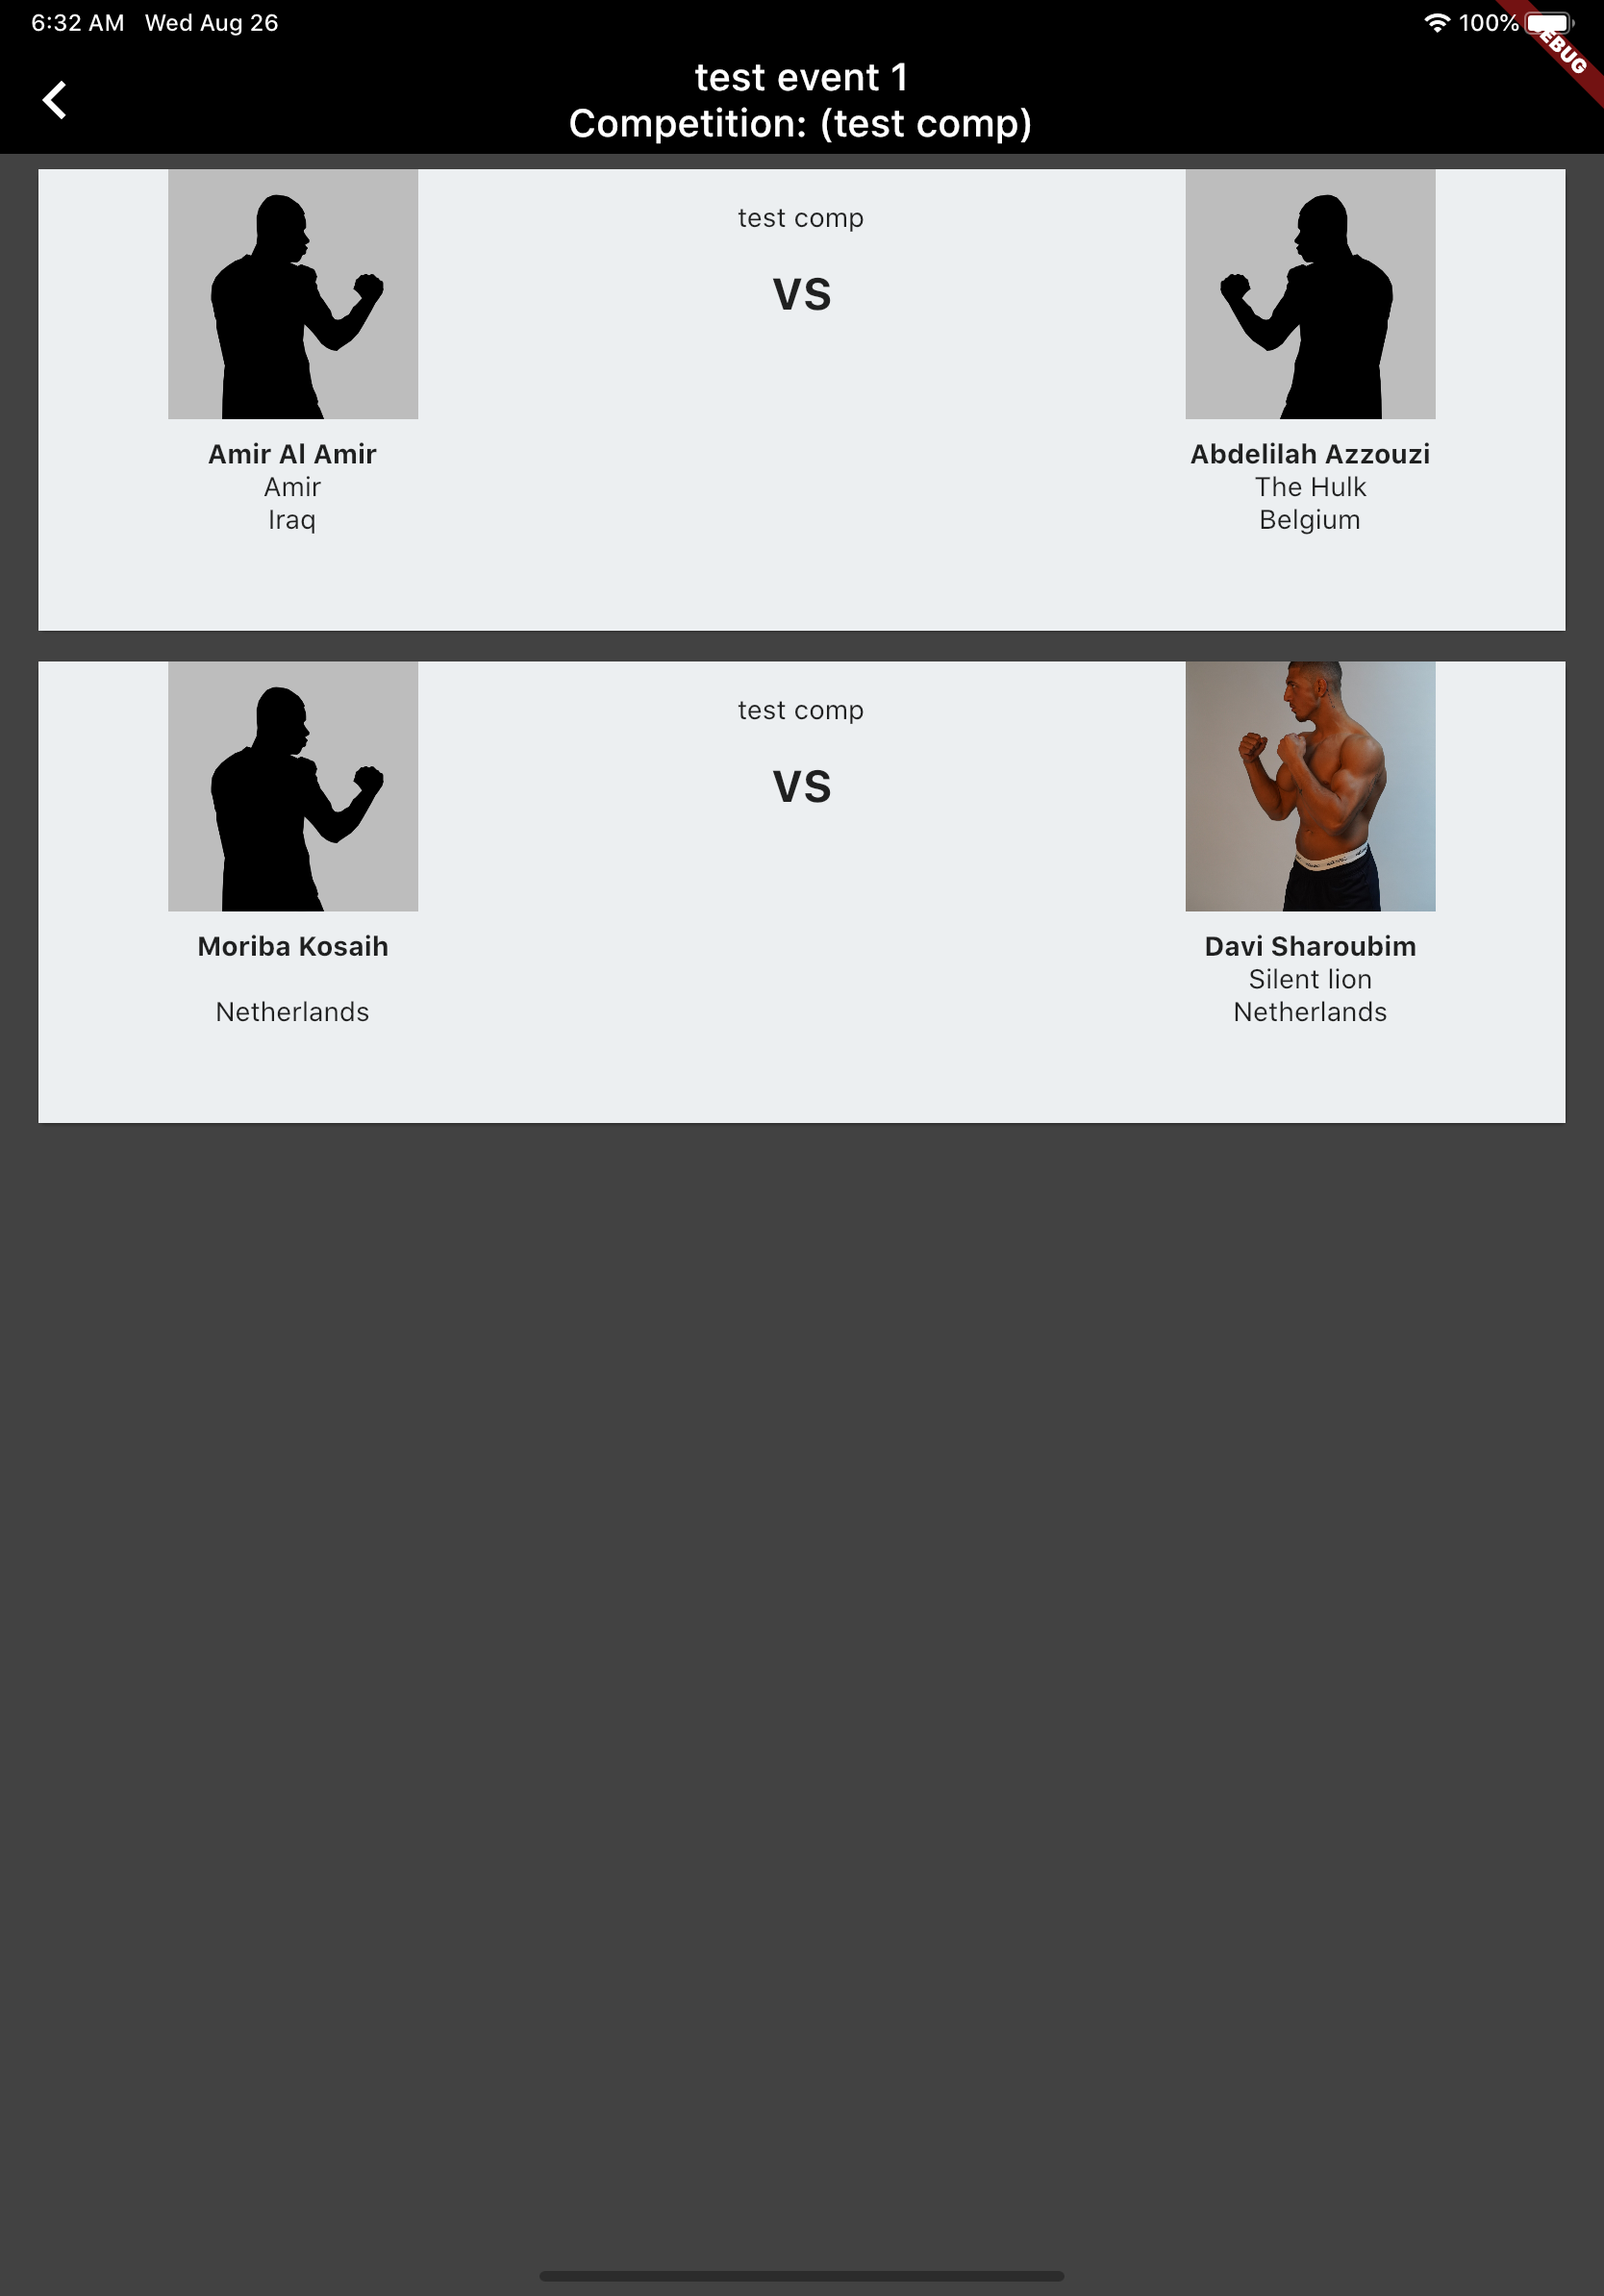 6:32 AM Wed Aug 26 100%
EBUG
test event 1
Competition: (test comp)
test comp
VS
Amir Al Amir
Amir
Iraq
Abdelilah Azzouzi
The Hulk
Belgium
test comp
VS
Moriba Kosaih
Netherlands
Davi Sharoubim
Silent lion
Netherlands